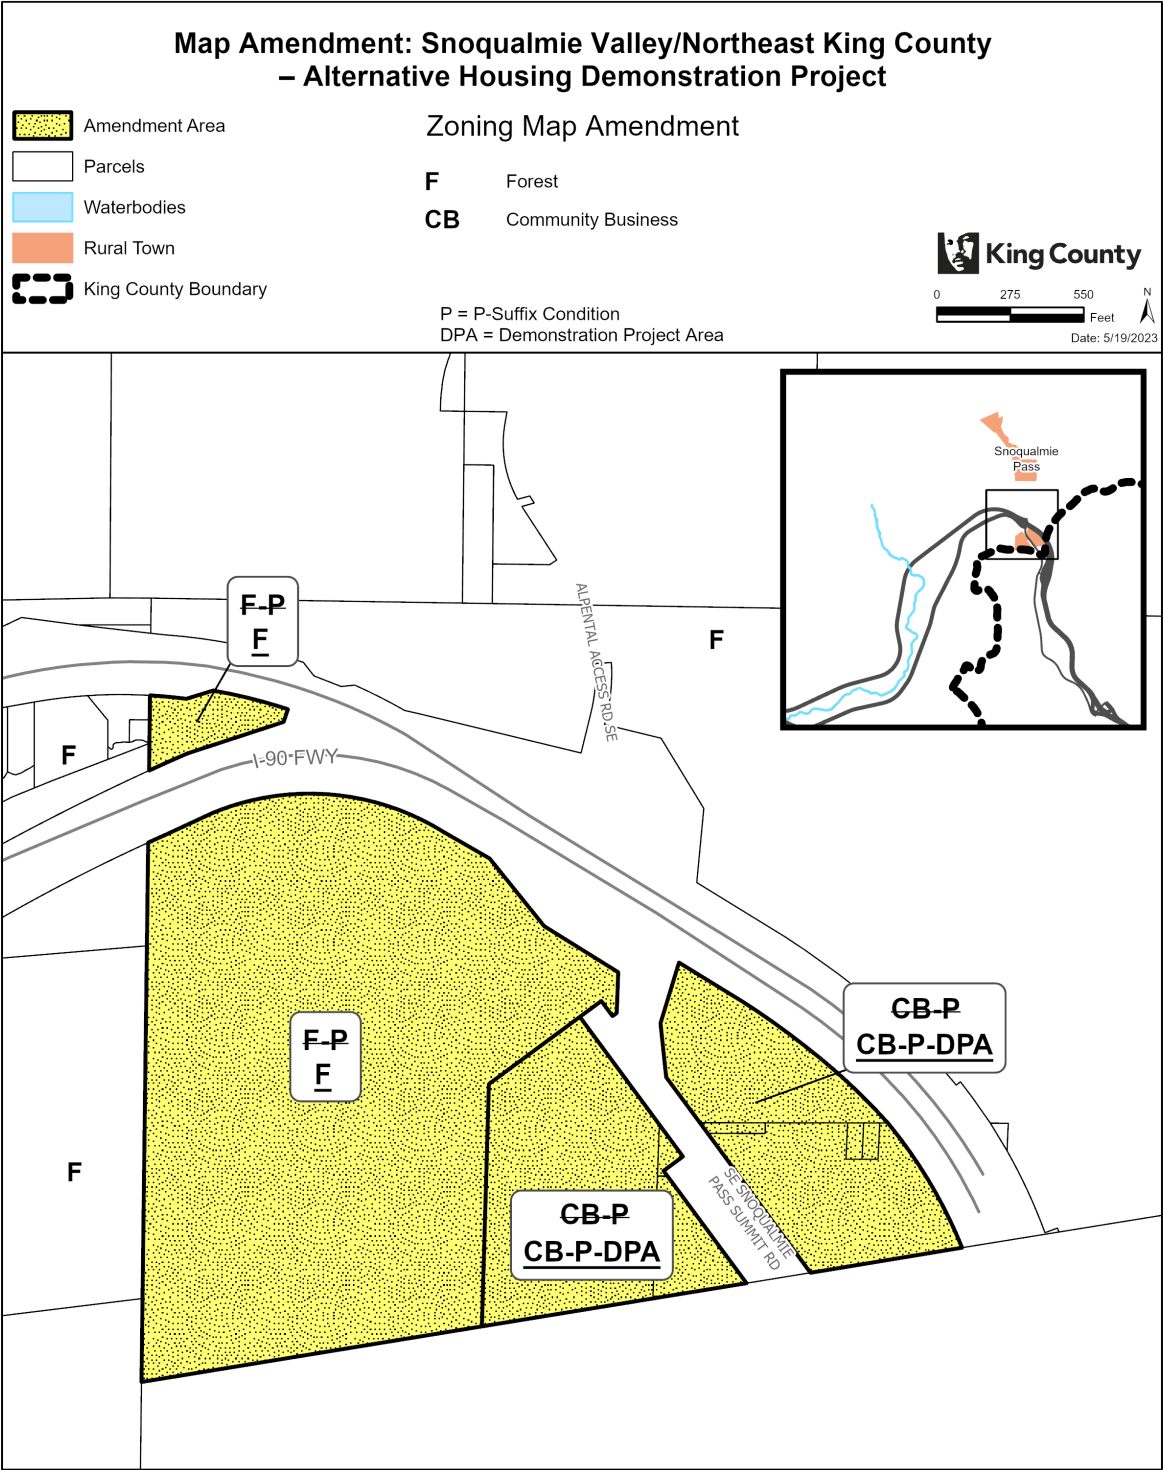 Map Amendment: Snoqualmie Valley/Northeast King County
– Alternative Housing Demonstration Project
Amendment Area
Parcels
Waterbodies
Rural Town
King County Boundary
Zoning Map Amendment
F Forest
CB Community Business
P = P-Suffix Condition
DPA = Demonstration Project Area
King County
0 275 550
Feet
N
Date: 5/19/2023
Snoqualmie
Pass
F-P
F
ALPENTAL ACCESS RD SE
F
F
I-90 FWY
CB-P
CB-P-DPA
F-P
F
F
CB-P
CB-P-DPA
SE SNOQUALMIE
PASS SUMMIT RD